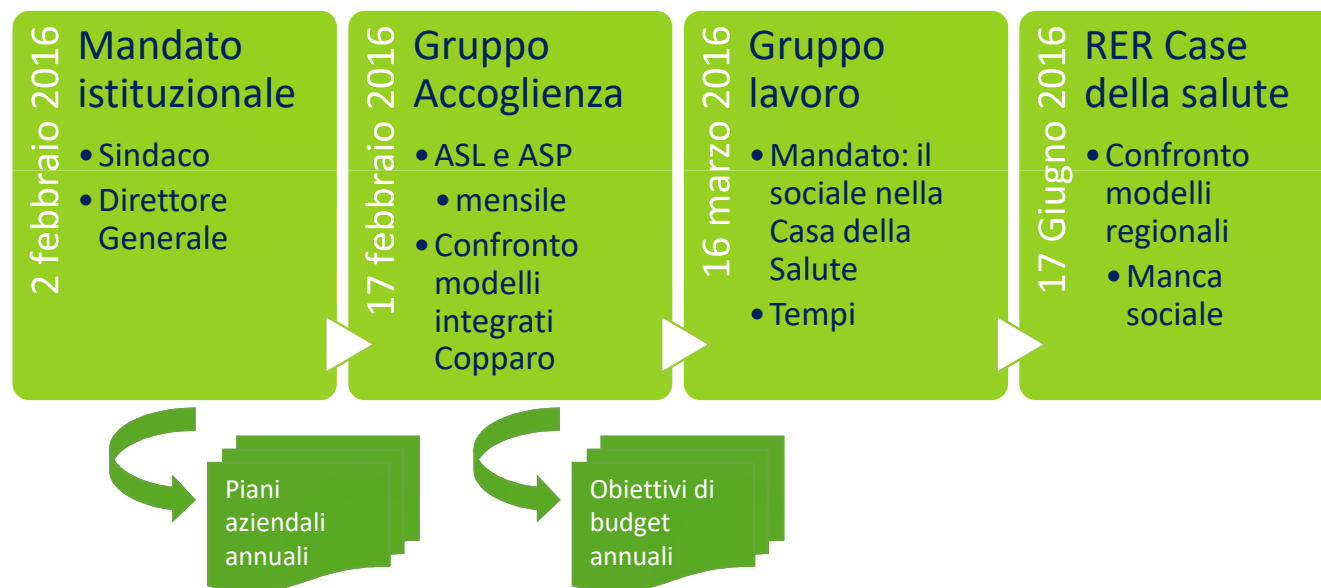 2 febbraio 2016
Mandato
istituzionale
•Sindaco
•Direttore
Generale
17 febbraio 2016
Gruppo
Accoglienza
•ASL e ASP
•mensile
•Confronto
modelli
integrati
Copparo
16 marzo 2016
Gruppo
lavoro
•Mandato: il
sociale nella
Casa della
Salute
•Tempi
17 Giugno 2016
RER Case
della salute
•Confronto
modelli
regionali
•Manca
sociale
Piani
aziendali
annuali
Obiettivi di
budget
annuali